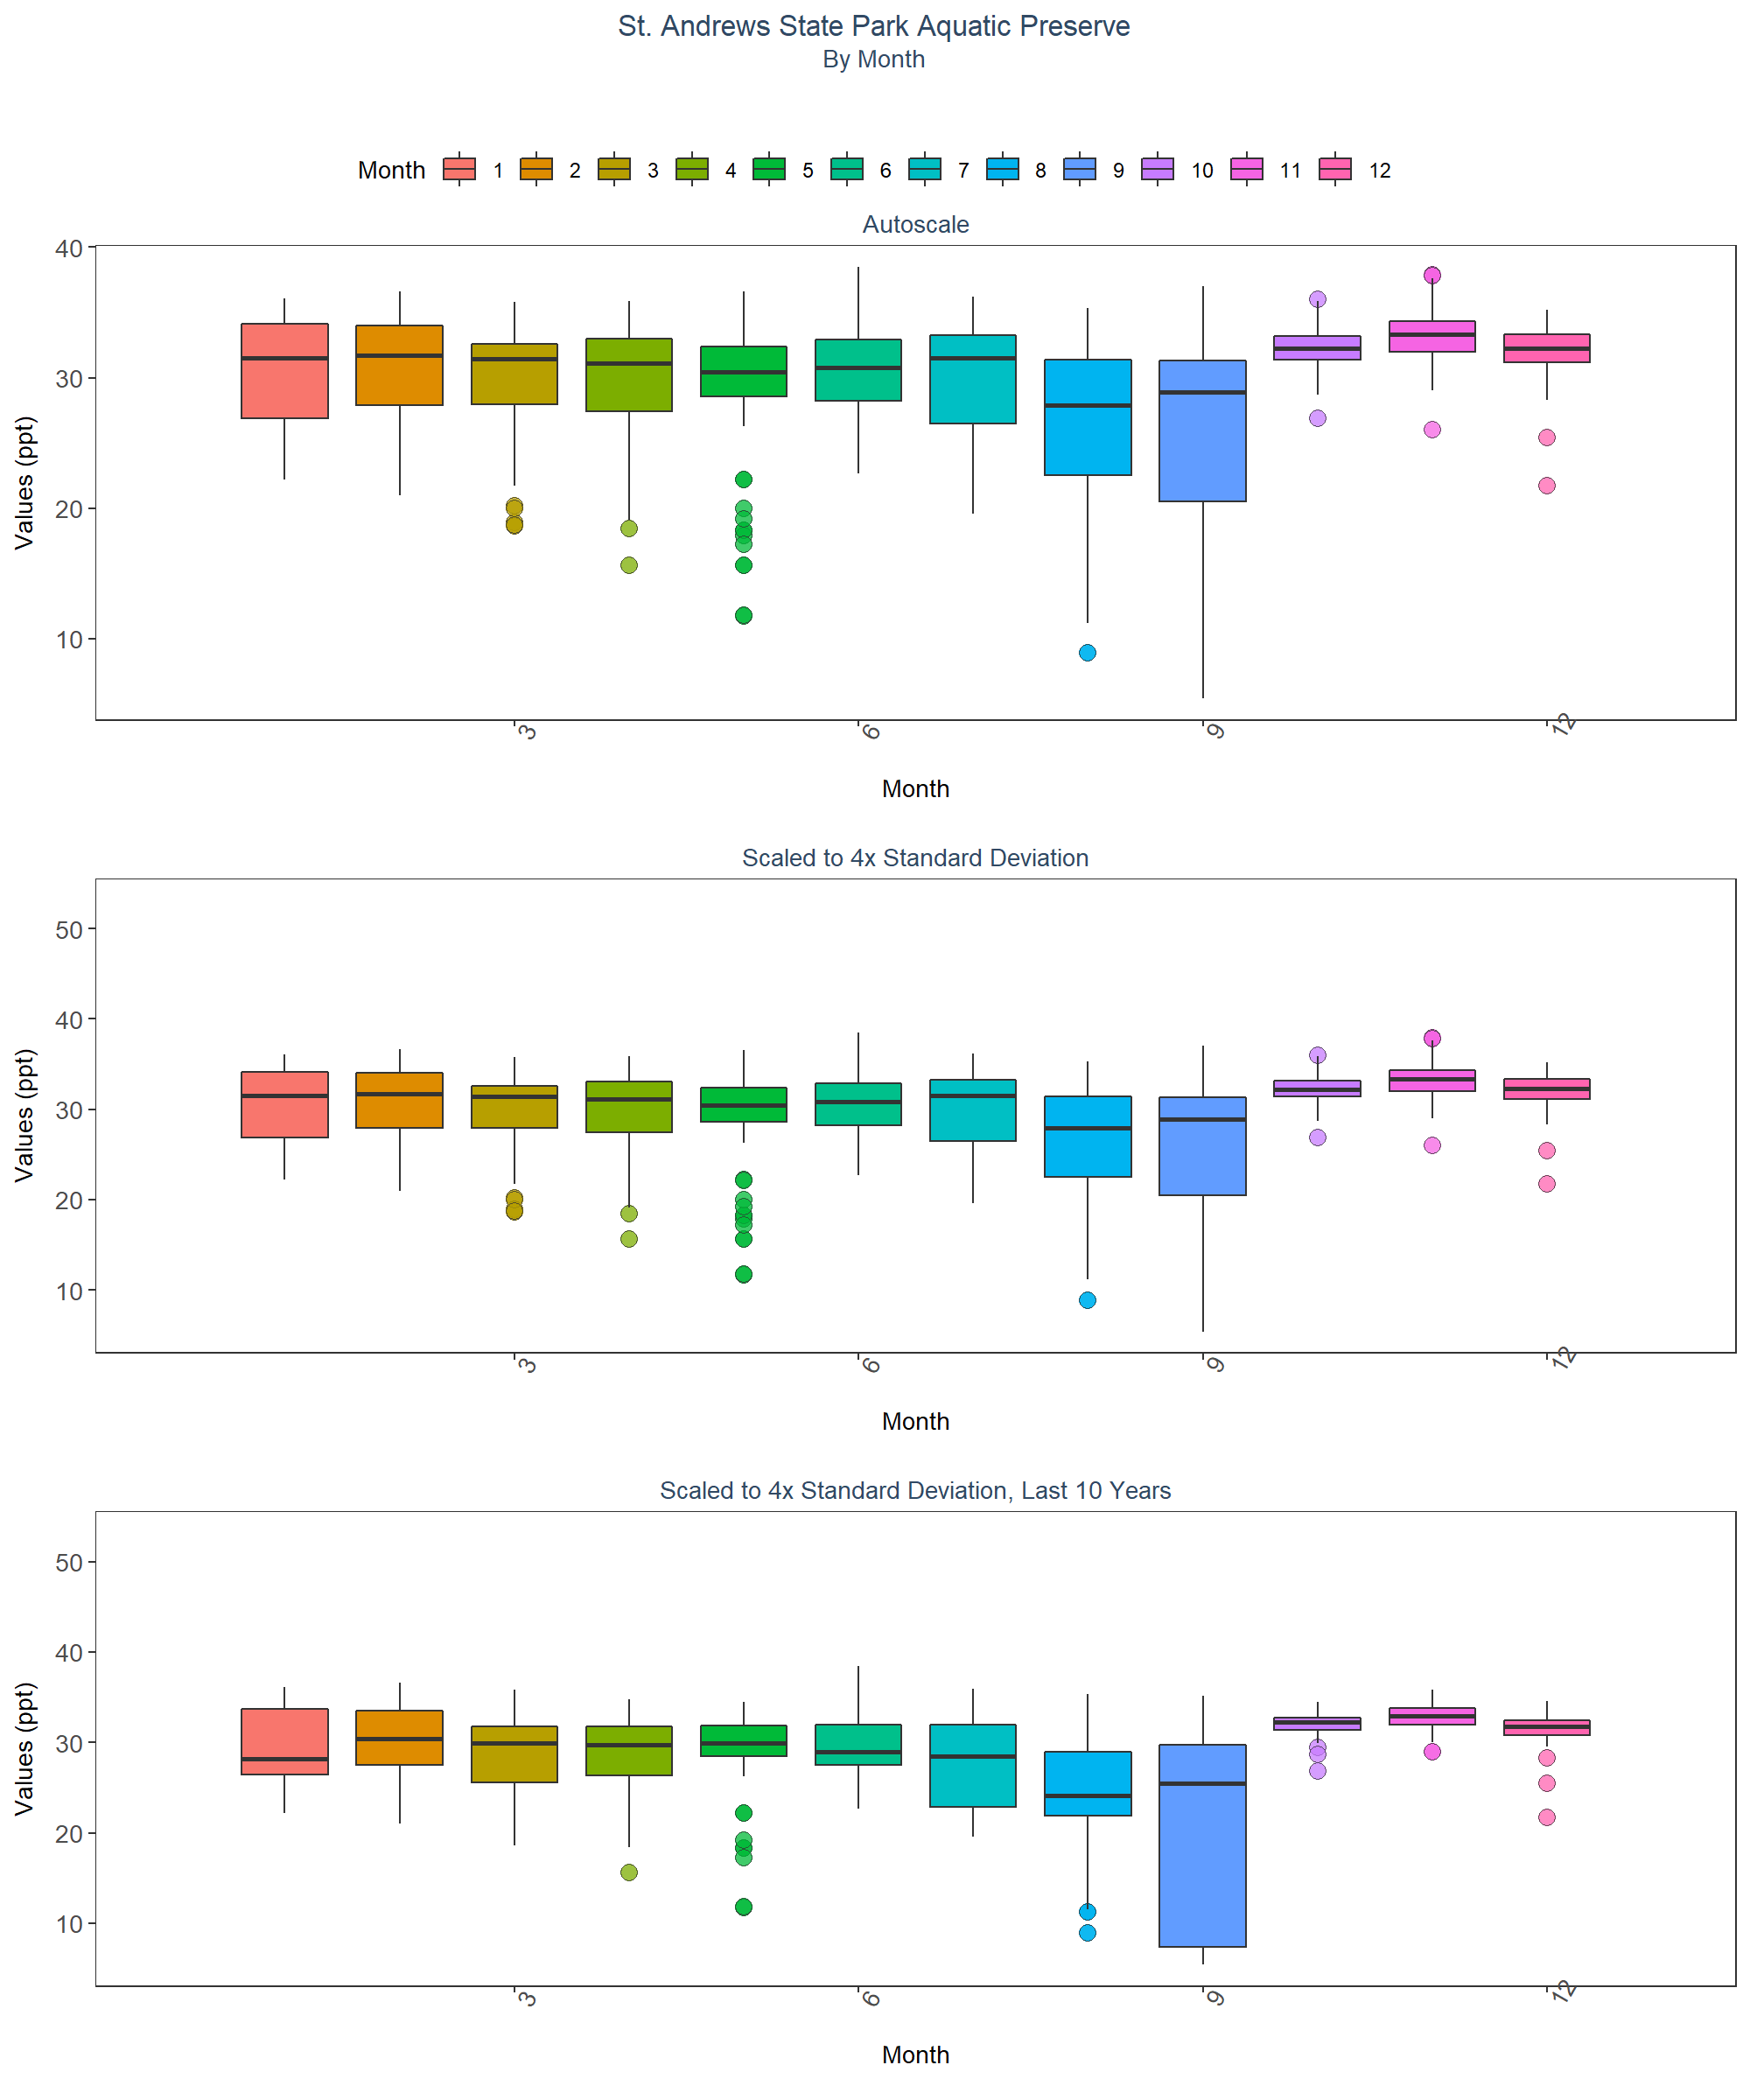 St. Andrews State Park Aquatic Preserve
By Month
Month 1 2 3 4 5 6 7 8 9 10 11 12
Autoscale
40
30
20
10
Values (ppt)
3 6 9 12
Month
Scaled to 4x Standard Deviation
50
40
30
20
10
Values (ppt)
3 6 9 12
Month
Scaled to 4x Standard Deviation, Last 10 Years
50
40
30
20
10
Values (ppt)
3 6 9 12
Month